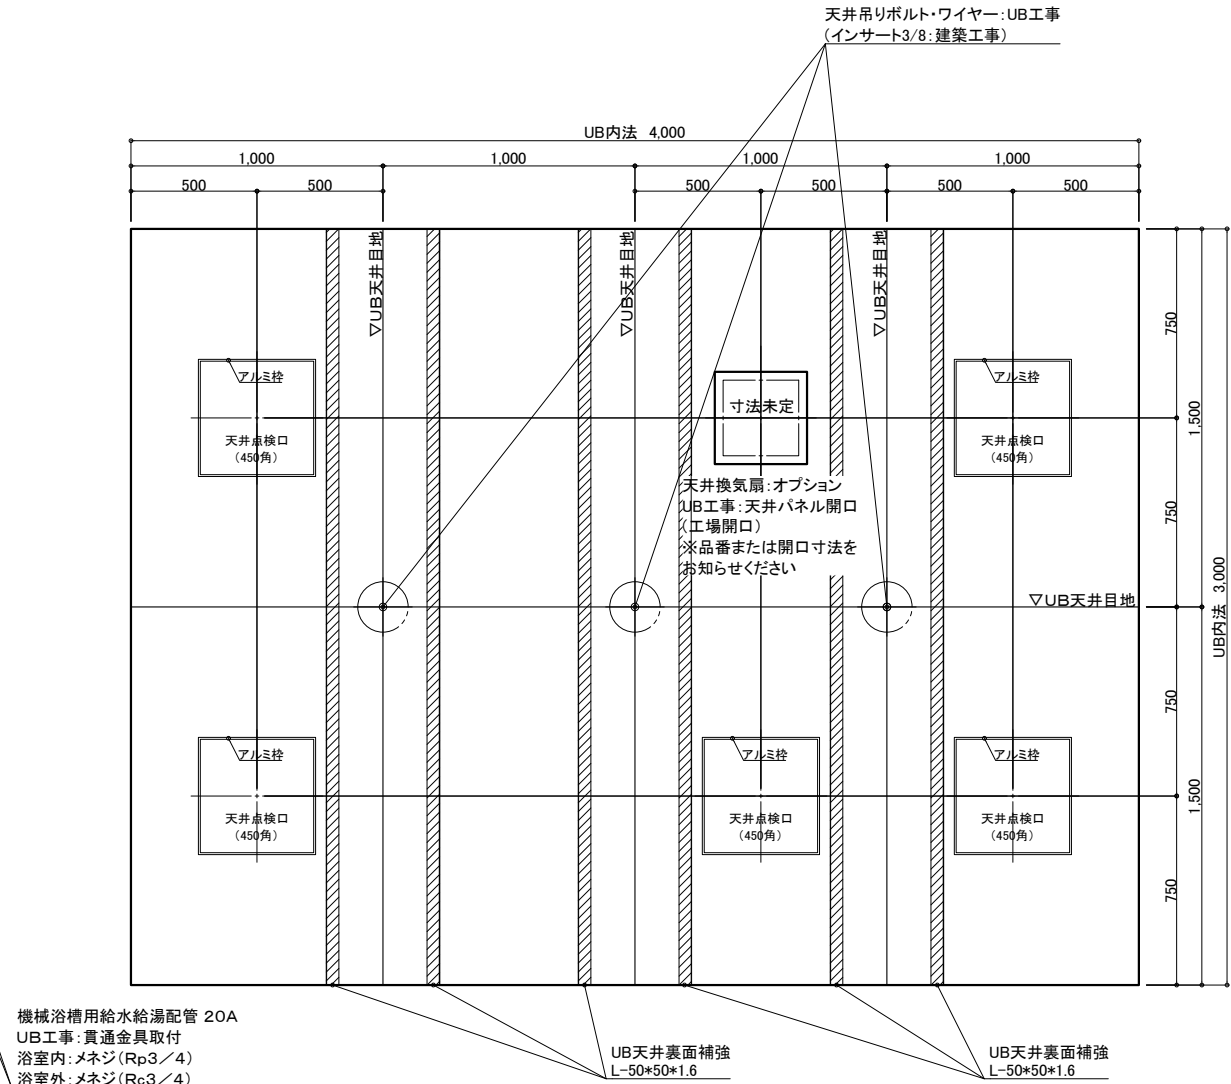 天井吊りボルト・ワイヤー:UB工事
(インサート3/8:建築工事)
UB内法 4,000
1,000
1,000
1,000
1,000
500
500
500
500
500
500
▽UB天井目地
▽UB天井目地
▽UB天井目地
750
1,500
750
UB内法 3,000
750
1,500
750
アルミ枠
天井点検口
(450角)
寸法未定
アルミ枠
天井点検口
(450角)
天井換気扇:オプション
UB工事:天井パネル開口
(工場開口)
※品番または開口寸法を
お知らせください
▽UB天井目地
アルミ枠
天井点検口
(450角)
アルミ枠
天井点検口
(450角)
アルミ枠
天井点検口
(450角)
機械浴槽用給水給湯配管 20A
UB工事:貫通金具取付
浴室内:メネジ(Rp3/4)
浴室外:メネジ(Rc3/4)
UB天井裏面補強
L-50*50*1.6
UB天井裏面補強
L-50*50*1.6